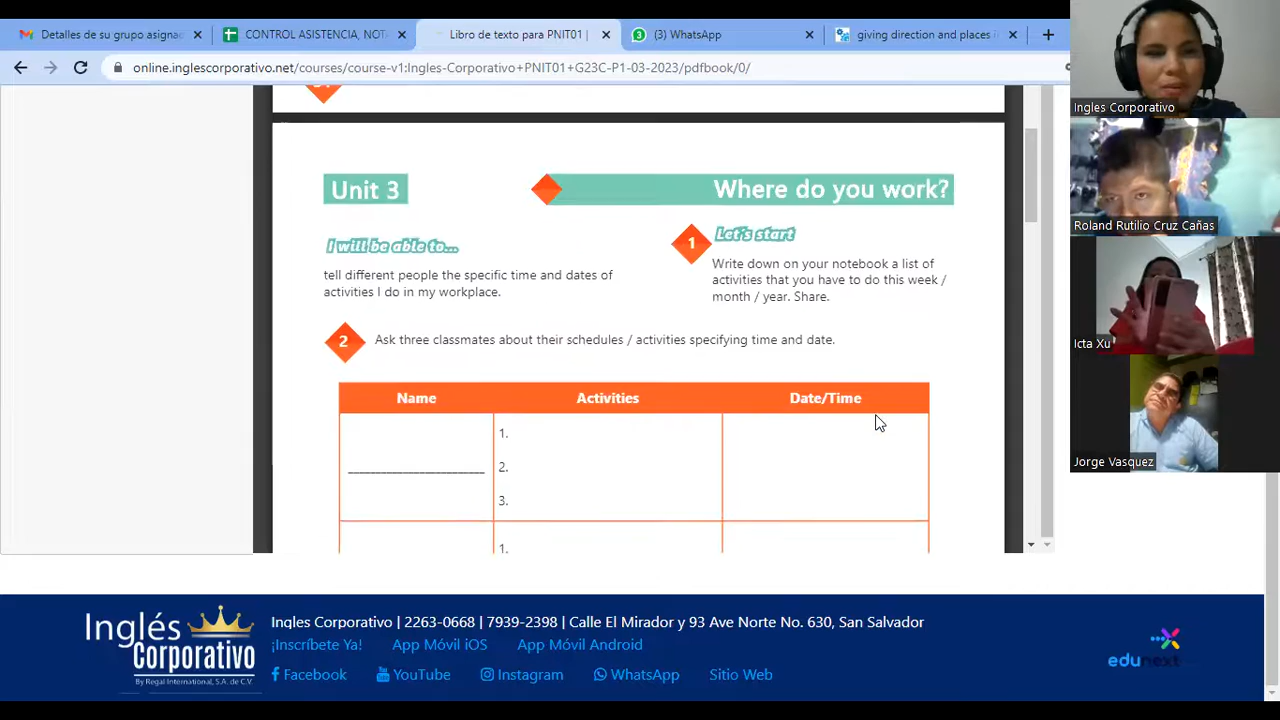 Detalles de su grupo asignad
CONTROL ASISTENCIA, NOT
Libro de texto para PNIT01 |
(3) WhatsApp
giving direction and places i
online.inglescorporativo.net/courses/course-v1:Ingles-Corporativo+PNIT01+G23C-P1-03-2023/pdfbook/0/
Ingles Corporativo
Roland Rutilio Cruz Cañas
Icta Xu
Jorge Vasquez
Unit 3
Where do you work?
I will be able to...
tell different people the specific time and dates of
activities I do in my workplace.
1
Let's start
Write down on your notebook a list of
activities that you have to do this week /
month / year. Share.
2
Ask three classmates about their schedules / activities specifying time and date.
Name Activities Date/Time
1.
2.
3.
1.
Inglés
Corporativo
By Regal International, S.A. de C.V.
Ingles Corporativo | 2263-0668 | 7939-2398 | Calle El Mirador y 93 Ave Norte No. 630, San Salvador
¡Inscríbete Ya! App Móvil iOS App Móvil Android
Facebook YouTube Instagram WhatsApp Sitio Web
edunext